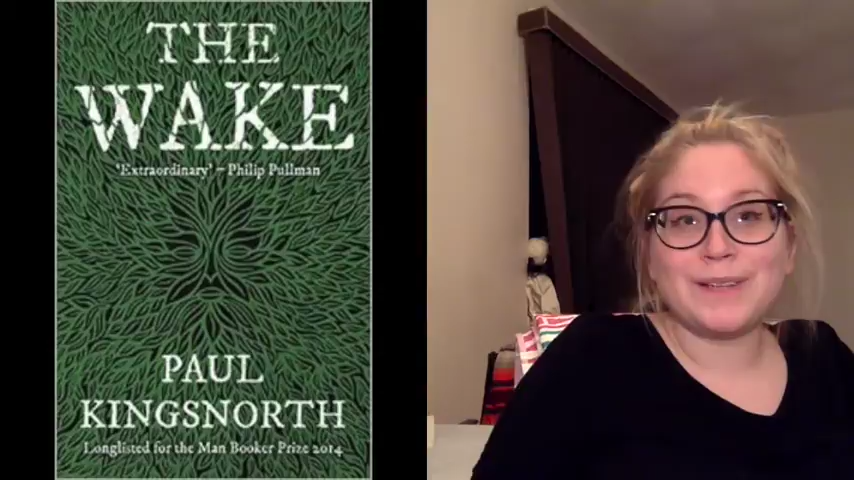 THE
WAKE
'Extraordinary' – Philip Pullman
PAUL
KINGSNORTH
Longlisted for the Man Booker Prize 2014